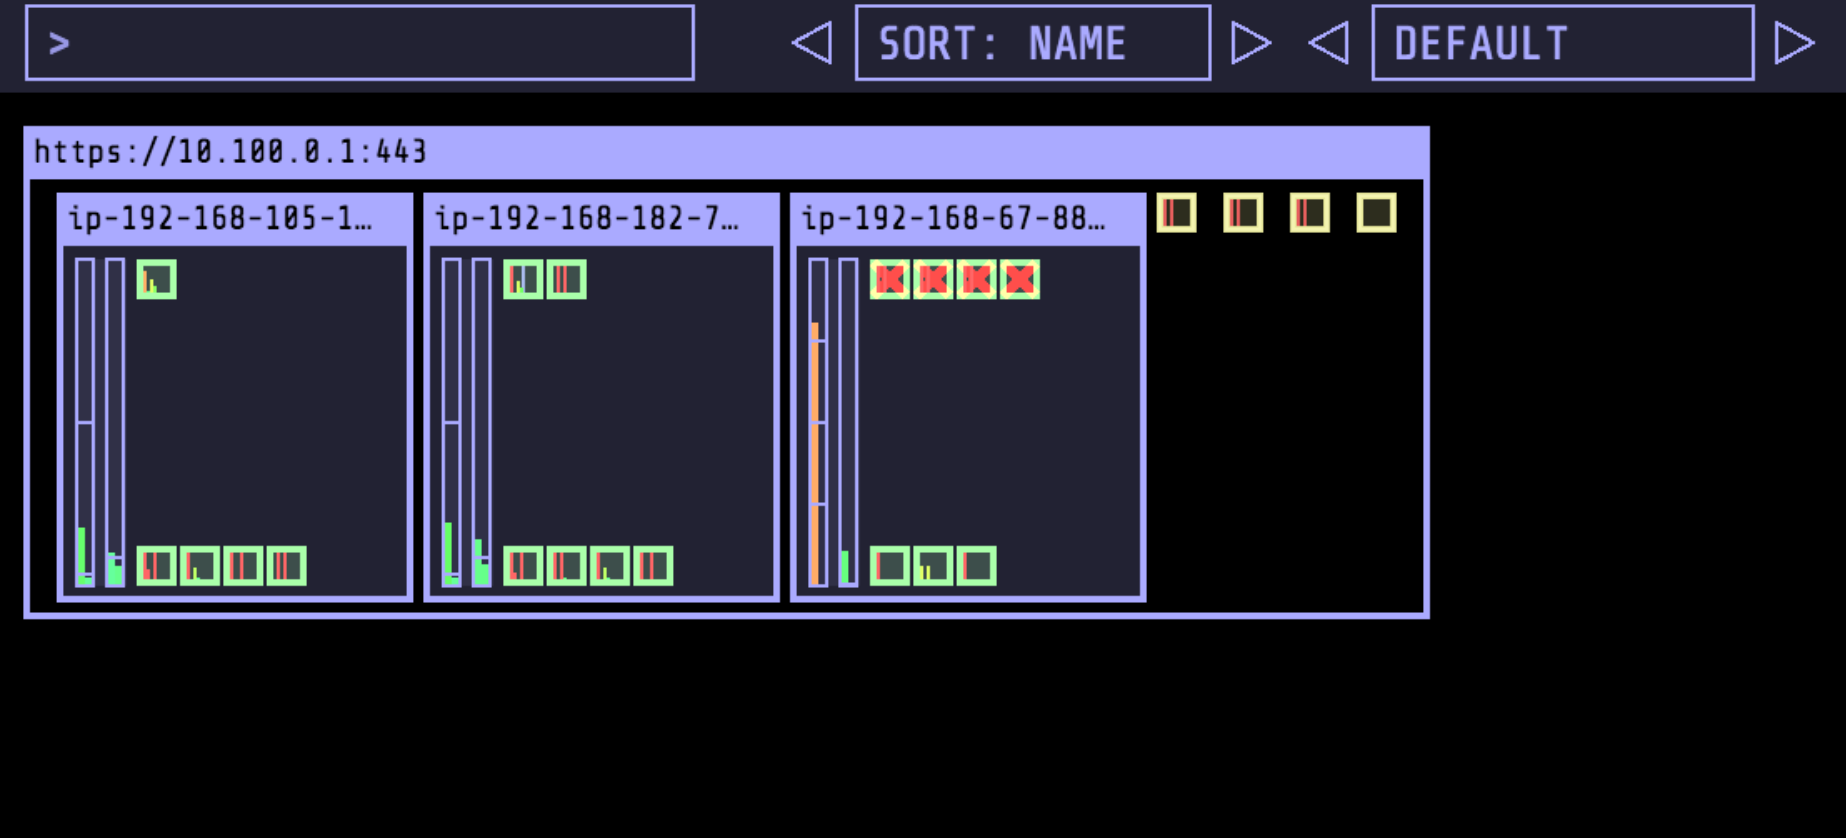 >
SORT: NAME
DEFAULT
https://10.100.0.1:443
ip-192-168-105-1…
ip-192-168-182-7…
ip-192-168-67-88…